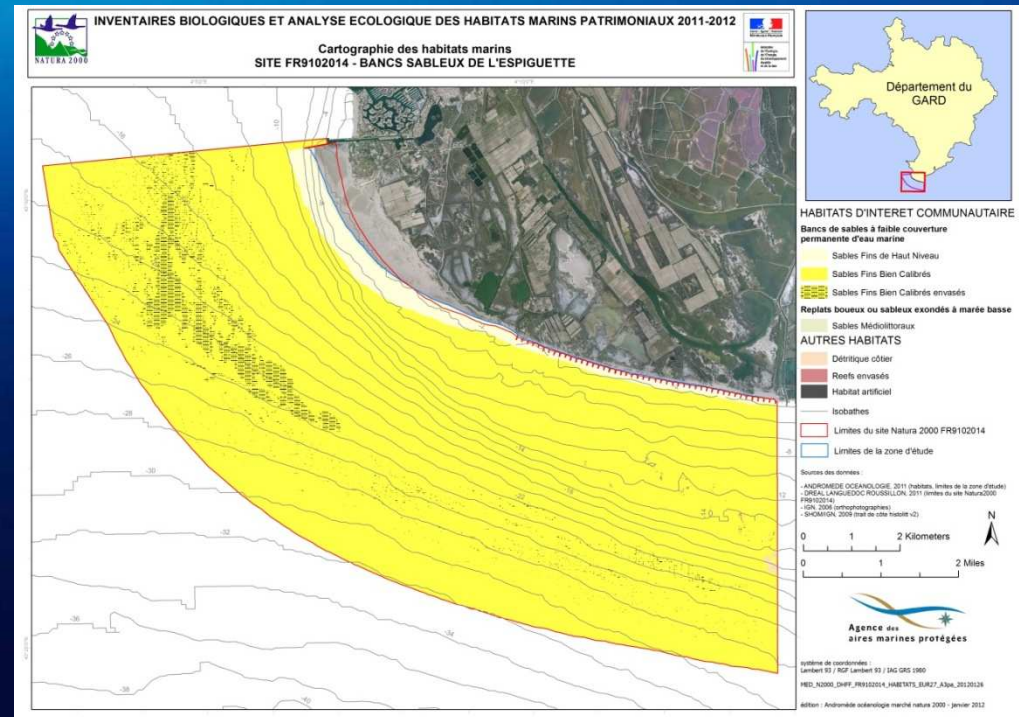 INVENTAIRES BIOLOGIQUES ET ANALYSE ECOLOGIQUE DES HABITATS MARINS PATRIMONIAUX 2011-2012
Cartographie des habitats marins
SITE FR9102014 - BANCS SABLEUX DE L'ESPIGUETTE
NATURA 2000
Département du
GARD
HABITATS D'INTERET COMMUNAUTAIRE
Bancs de sables à faible couverture
permanente d'eau marine
Sables Fins de Haut Niveau
Sables Fins Bien Calibrés
Sables Fins Bien Calibrés envasés
Replats boueux ou sableux exondés à marée basse
Sables Médiolittoraux
AUTRES HABITATS
Détritique côtier
Reefs envasés
Habitat artificiel
Isobathes
Limites du site Natura 2000 FR9102014
Limites de la zone d'étude
Sources des données :
- ANDROMEDE OCEANOLOGIE, 2011 (habitats, limites de la zone d'étude)
- DREAL LANGUEDOC ROUSSILLON, 2011 (limites du site Natura2000
FR9102014)
- IGN, 2006 (orthophotographies)
- SHOM/IGN, 2009 (trait de côte histolitt v2)
N
0 1 2 Kilometers
0 1 2 Miles
Agence des
aires marines protégées
système de coordonnées :
Lambert 93 / RGF Lambert 93 / IAG GRS 1980
MED_N2000_DHFF_FR9102014_HABITATS_EUR27_A3pa_20120126
édition : Andromède océanologie marché natura 2000 - janvier 2012
-10
-16
-24
-26
-28
-30
-32
-36
-38
-34
-14
-20
-8